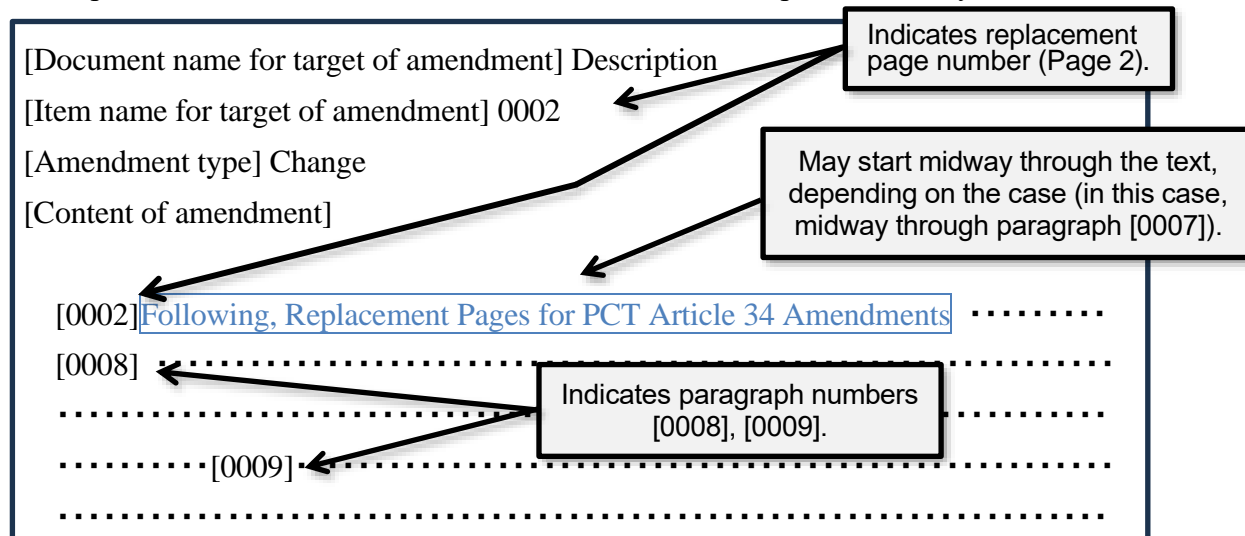 Indicates replacement
page number (Page 2).
[Document name for target of amendment] Description
[Item name for target of amendment] 0002
[Amendment type] Change
May start midway through the text,
depending on the case (in this case,
midway through paragraph [0007]).
[Content of amendment]
[0002]Following, Replacement Pages for PCT Article 34 Amendments ·········
[0008] ·························································
Indicates paragraph numbers
[0008], [0009].
··········[0009]·················································